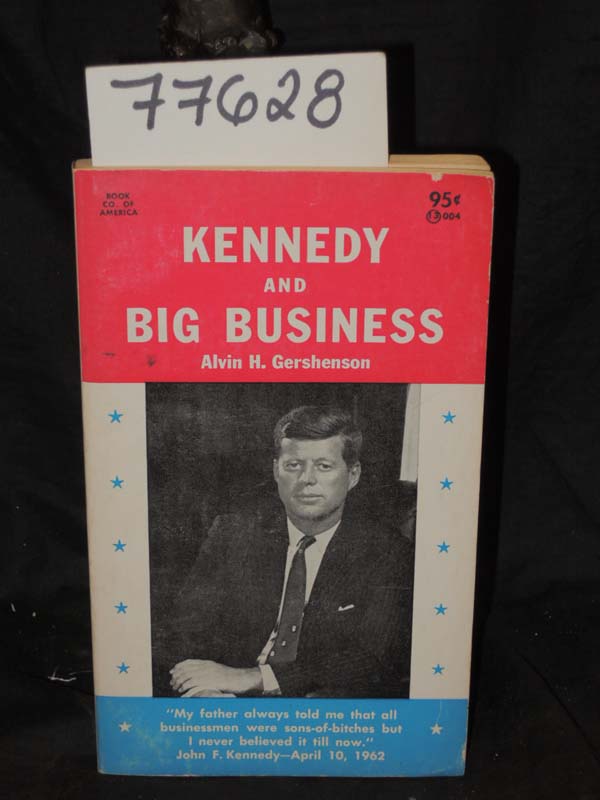 77628
BOOK
CO. OF
AMERICA
95¢
13 004
KENNEDY
AND
BIG BUSINESS
Alvin H. Gershenson
"My father always told me that all
businessmen were sons-of-bitches but
I never believed it till now."
John F. Kennedy—April 10, 1962